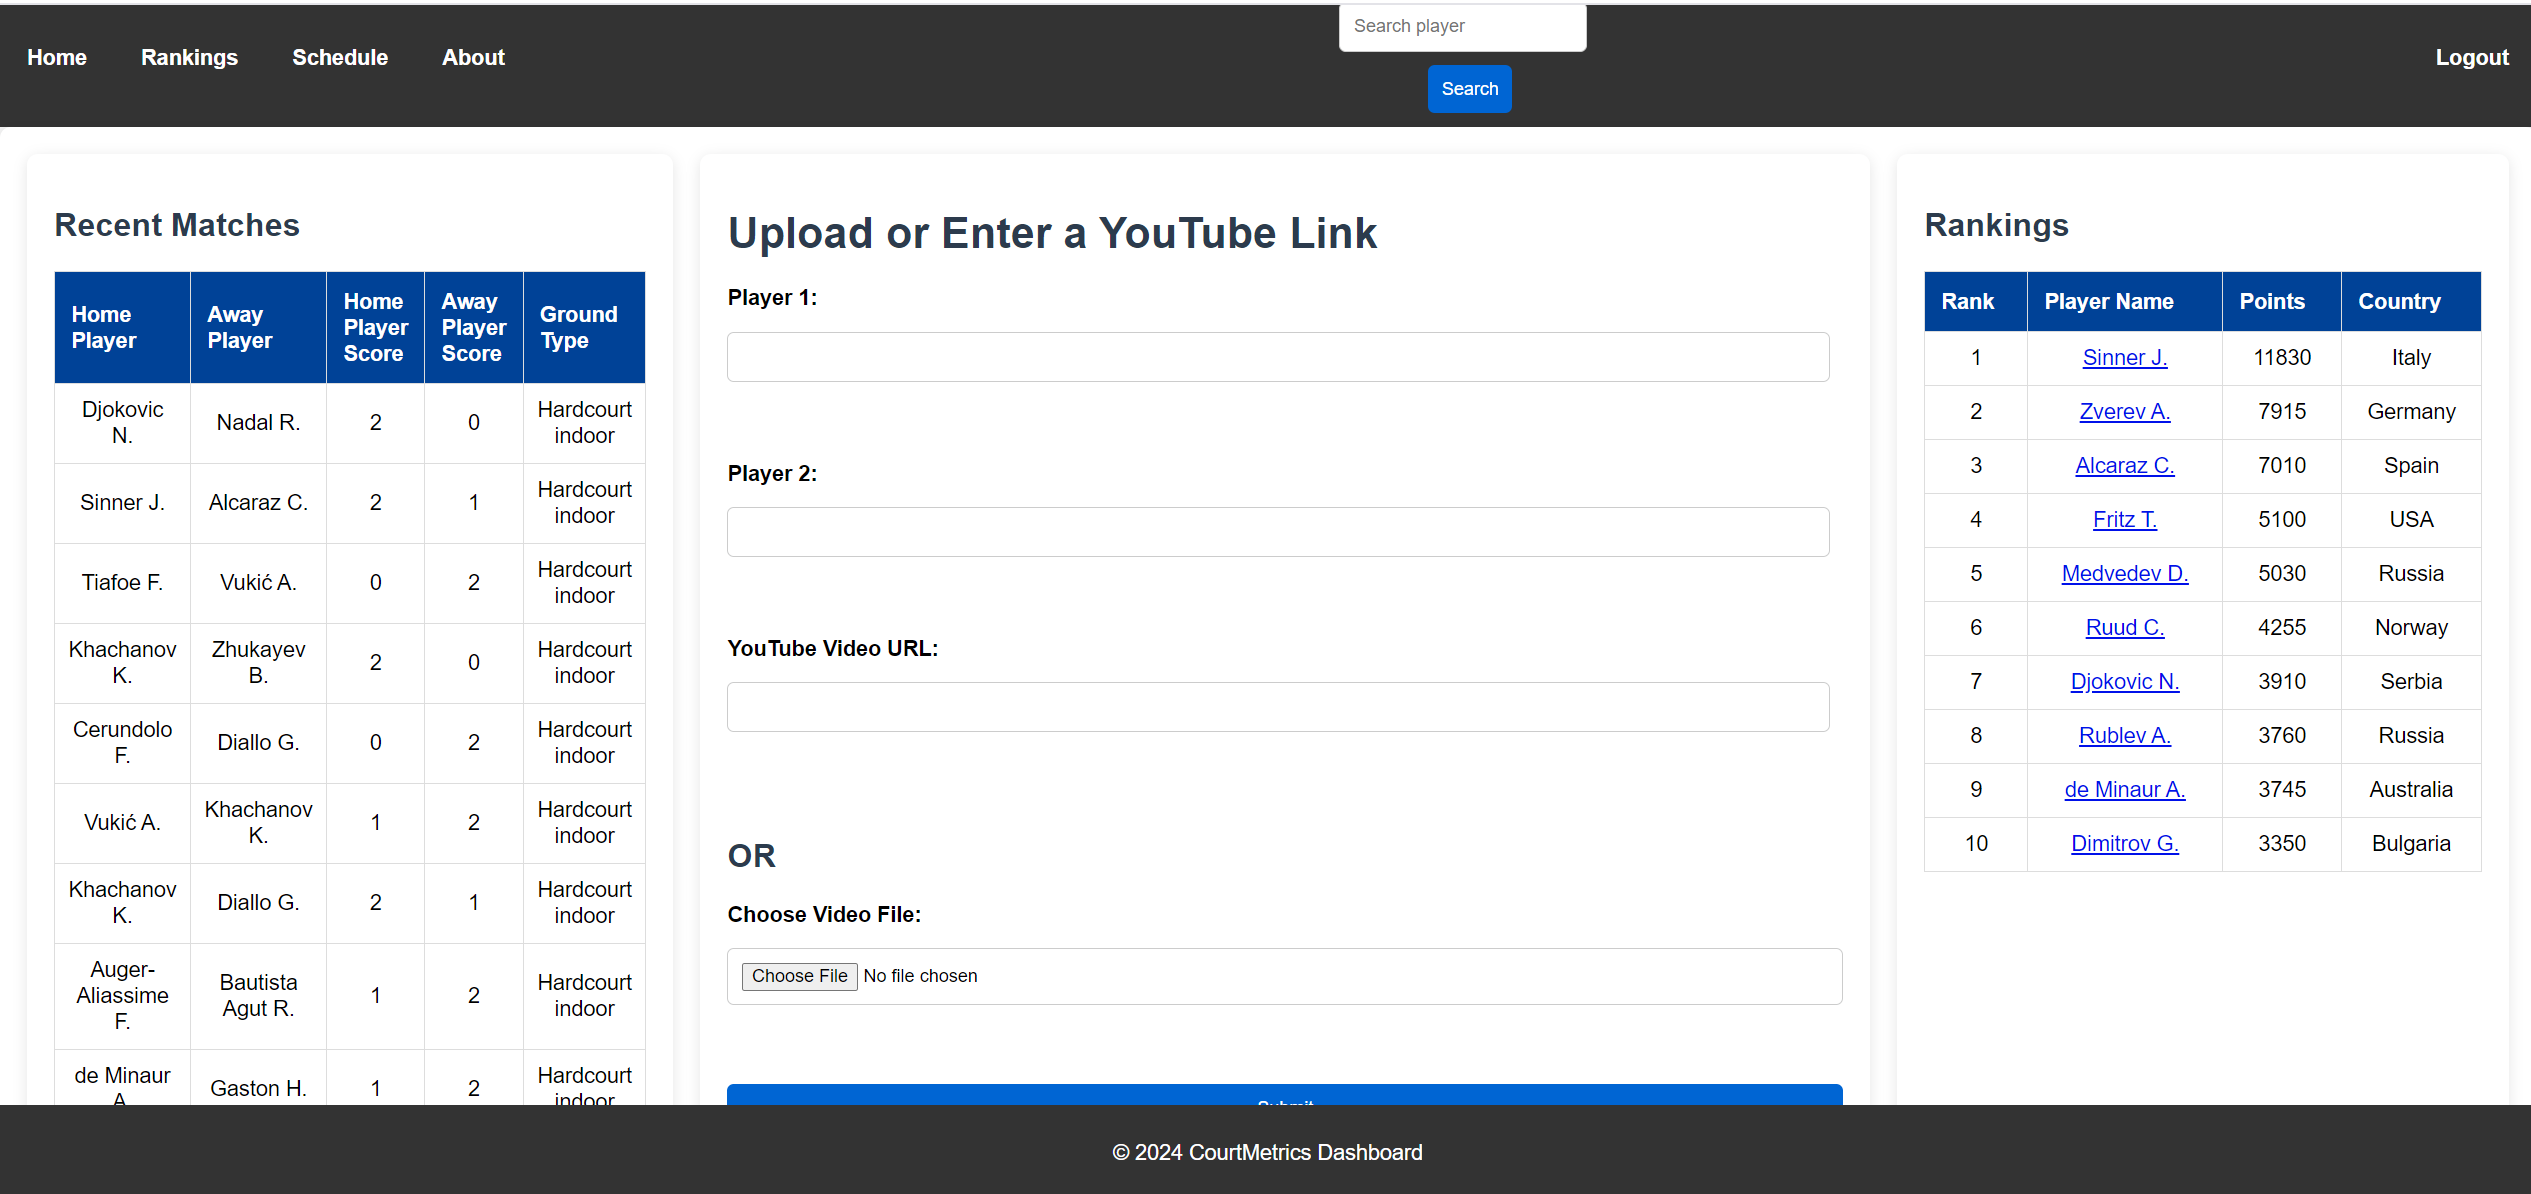 Home Rankings Schedule About Search player Logout
Search
Recent Matches
Home Player Away Player Home Player Score Away Player Score Ground Type
Djokovic N. Nadal R. 2 0 Hardcourt indoor
Sinner J. Alcaraz C. 2 1 Hardcourt indoor
Tiafoe F. Vukić A. 0 2 Hardcourt indoor
Khachanov K. Zhukayev B. 2 0 Hardcourt indoor
Cerundolo F. Diallo G. 0 2 Hardcourt indoor
Vukić A. Khachanov K. 1 2 Hardcourt indoor
Khachanov K. Diallo G. 2 1 Hardcourt indoor
Auger-Aliassime F. Bautista Agut R. 1 2 Hardcourt indoor
de Minaur A. Gaston H. 1 2 Hardcourt indoor
Upload or Enter a YouTube Link
Player 1:
Player 2:
YouTube Video URL:
OR
Choose Video File:
Choose File No file chosen
Submit
Rankings
Rank Player Name Points Country
1 Sinner J. 11830 Italy
2 Zverev A. 7915 Germany
3 Alcaraz C. 7010 Spain
4 Fritz T. 5100 USA
5 Medvedev D. 5030 Russia
6 Ruud C. 4255 Norway
7 Djokovic N. 3910 Serbia
8 Rublev A. 3760 Russia
9 de Minaur A. 3745 Australia
10 Dimitrov G. 3350 Bulgaria
© 2024 CourtMetrics Dashboard